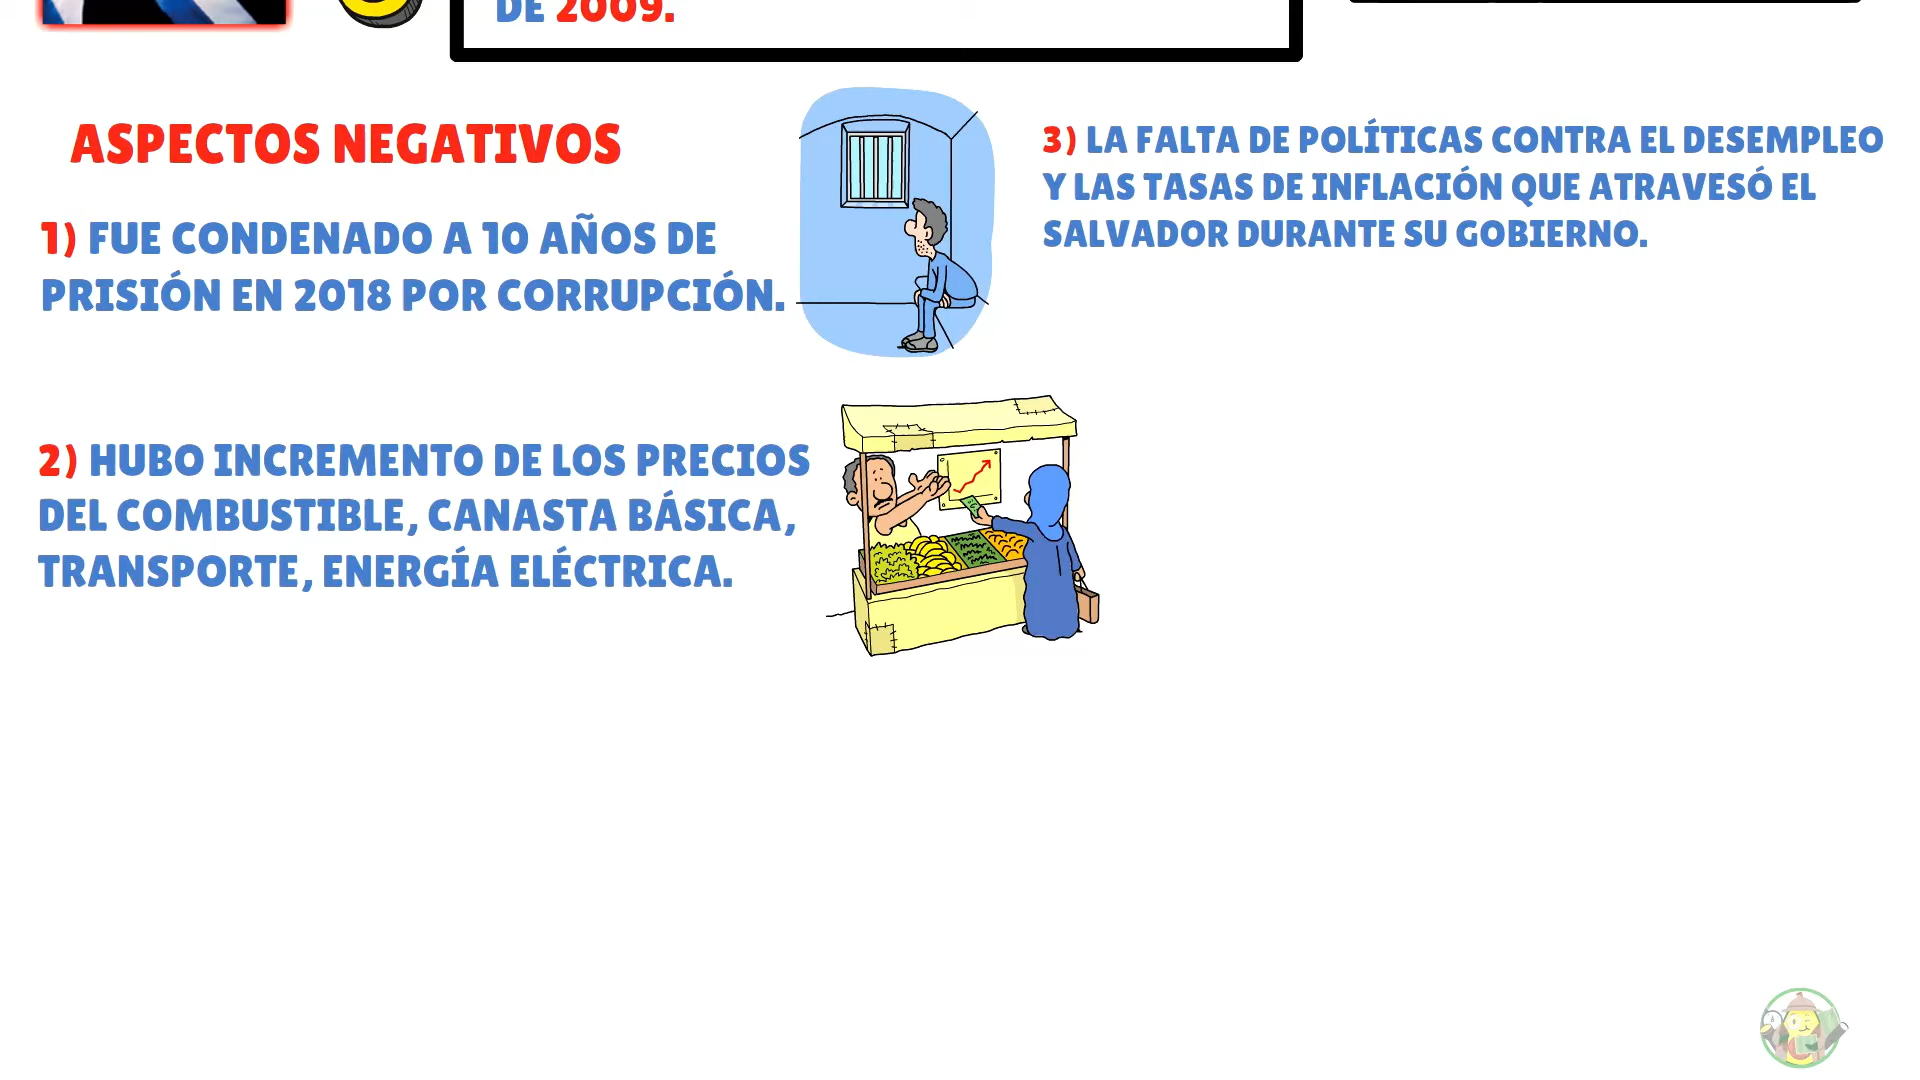 DE 2009.
ASPECTOS NEGATIVOS
1) FUE CONDENADO A 10 AÑOS DE
PRISIÓN EN 2018 POR CORRUPCIÓN.
2) HUBO INCREMENTO DE LOS PRECIOS
DEL COMBUSTIBLE, CANASTA BÁSICA,
TRANSPORTE, ENERGÍA ELÉCTRICA.
3) LA FALTA DE POLÍTICAS CONTRA EL DESEMPLEO
Y LAS TASAS DE INFLACIÓN QUE ATRAVESÓ EL
SALVADOR DURANTE SU GOBIERNO.